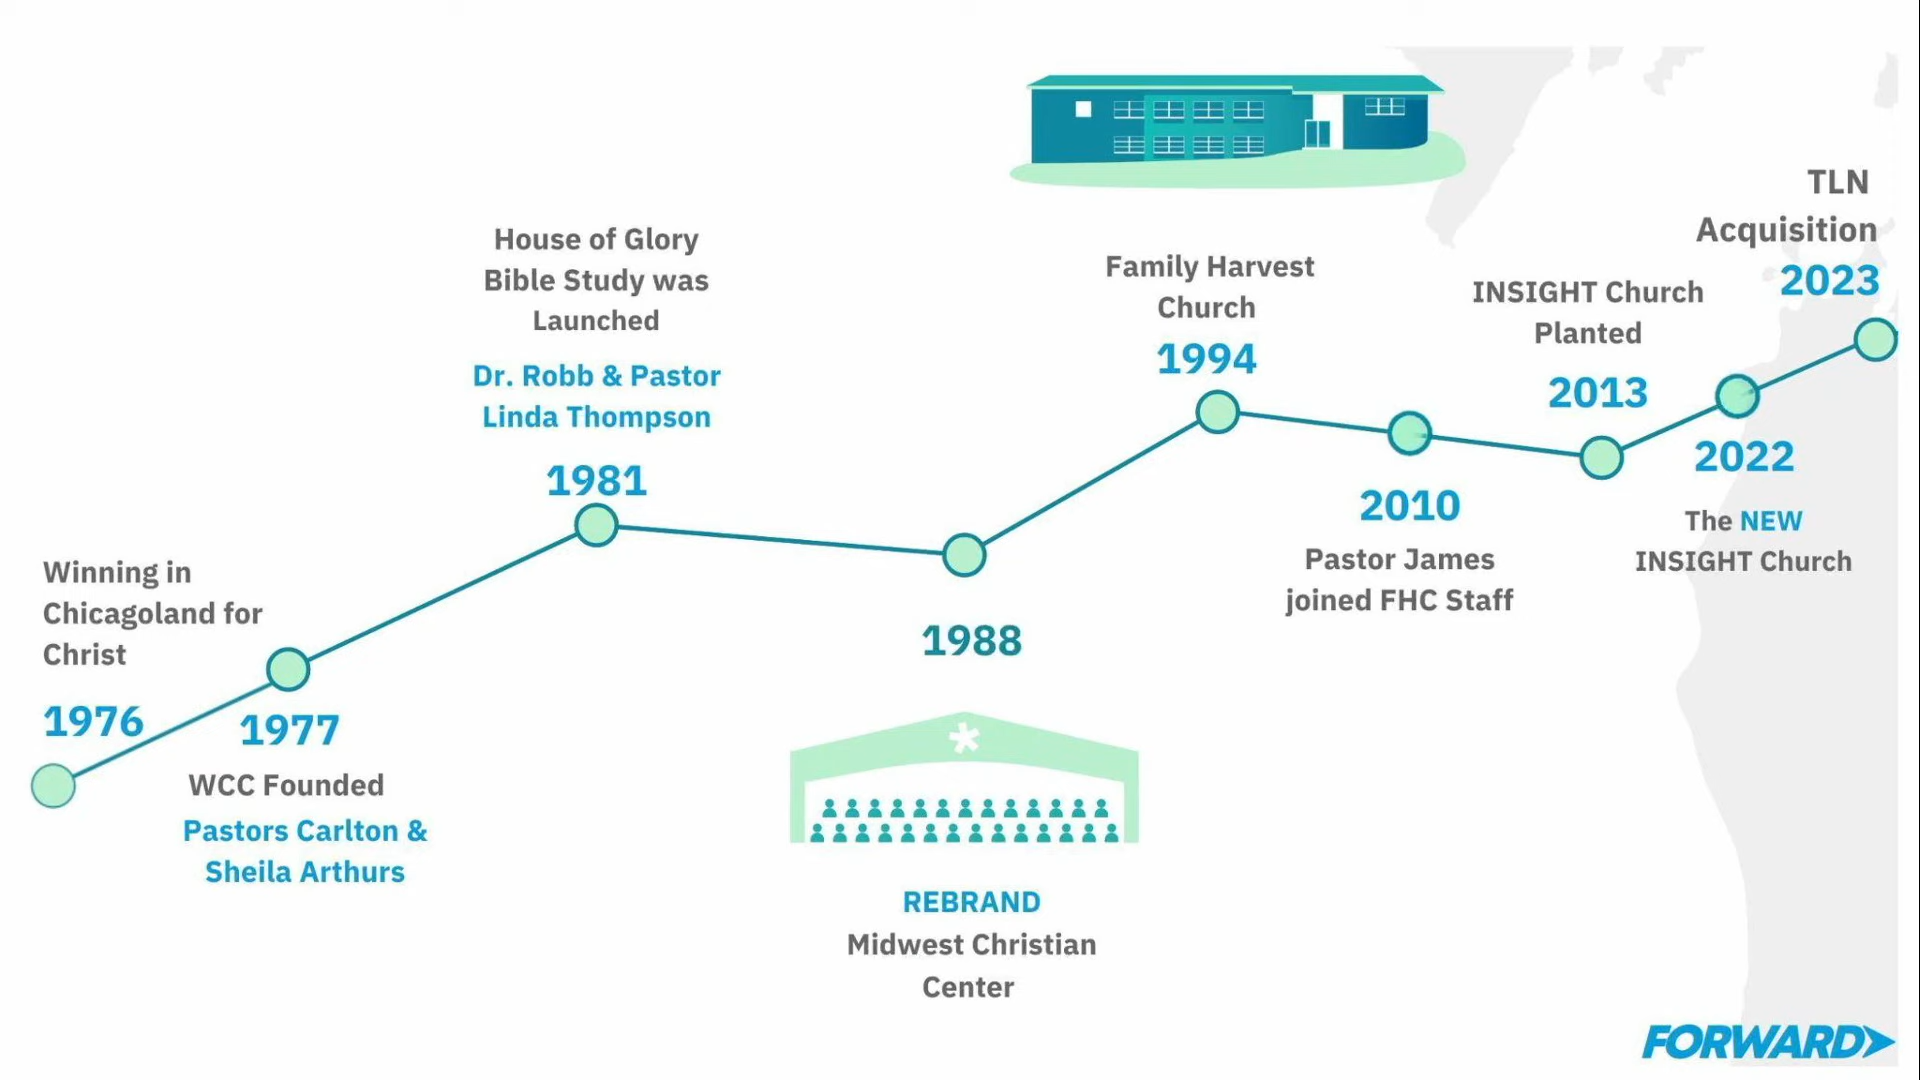 Winning in
Chicagoland for
Christ
1976
1977
WCC Founded
Pastors Carlton &
Sheila Arthurs
House of Glory
Bible Study was
Launched
Dr. Robb & Pastor
Linda Thompson
1981
1988
REBRAND
Midwest Christian
Center
Family Harvest
Church
1994
2010
Pastor James
joined FHC Staff
INSIGHT Church
Planted
2013
2022
The NEW
INSIGHT Church
TLN
Acquisition
2023
FORWARD